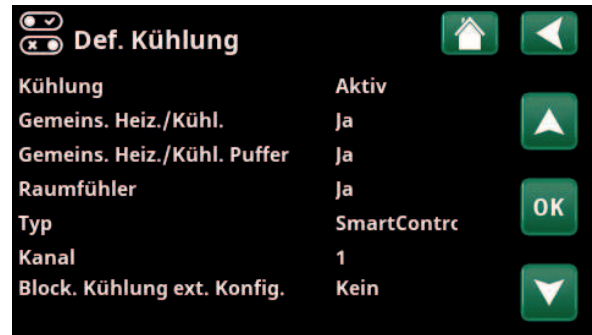 Def. Kühlung
Kühlung Aktiv
Gemeins. Heiz./Kühl. Ja
Gemeins. Heiz./Kühl. Puffer Ja
Raumfühler Ja
Typ SmartContrc
Kanal 1
Block. Kühlung ext. Konfig. Kein
OK